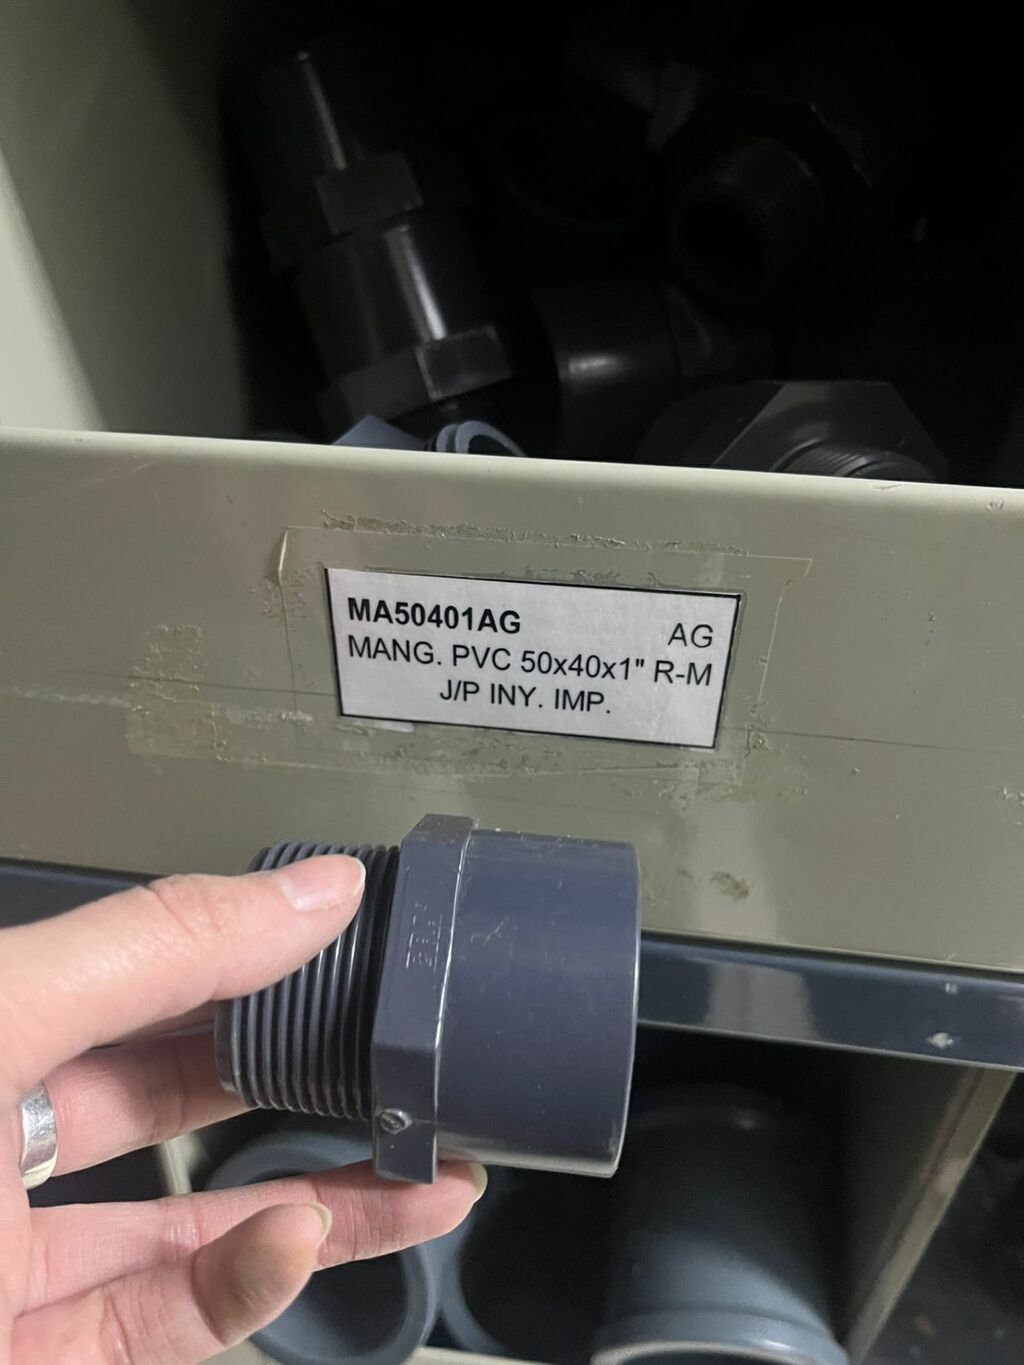 MA50401AG AG
MANG. PVC 50x40x1" R-M
J/P INY. IMP.